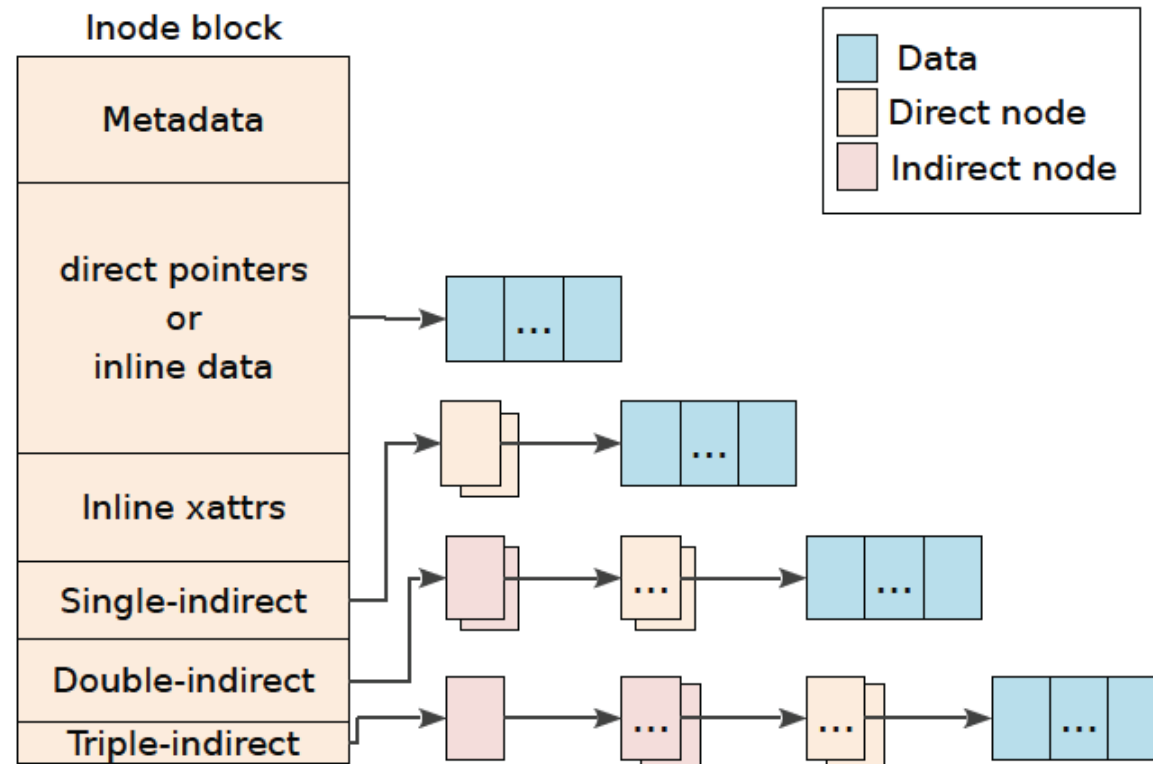 Inode block
Metadata
direct pointers
or
inline data
Inline xattrs
Single-indirect
Double-indirect
Triple-indirect
Data
Direct node
Indirect node
...
...
...
...
...
...
...